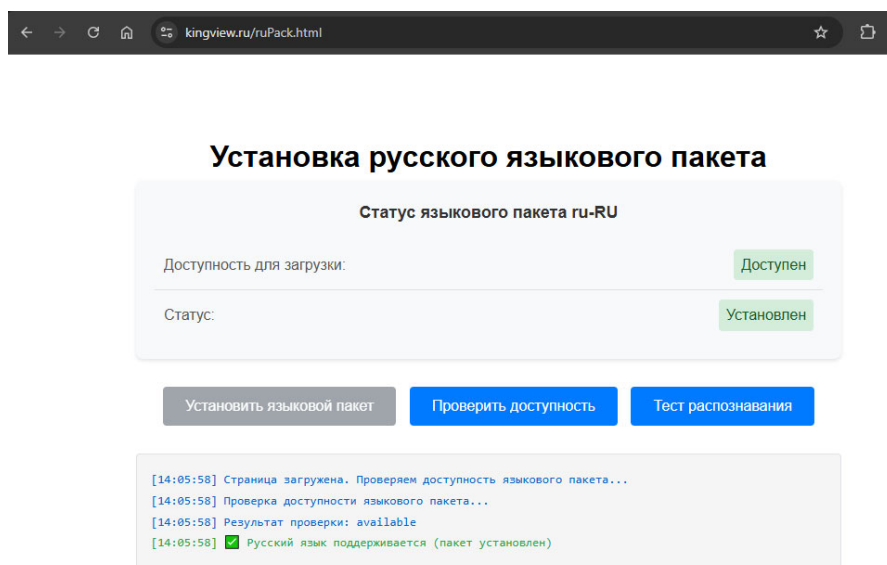 kingview.ru/ruPack.html
Установка русского языкового пакета
Статус языкового пакета ru-RU
Доступность для загрузки: Доступен
Статус: Установлен
Установить языковой пакет Проверить доступность Тест распознавания
[14:05:58] Страница загружена. Проверяем доступность языкового пакета...
[14:05:58] Проверка доступности языкового пакета...
[14:05:58] Результат проверки: available
[14:05:58] ✅ Русский язык поддерживается (пакет установлен)